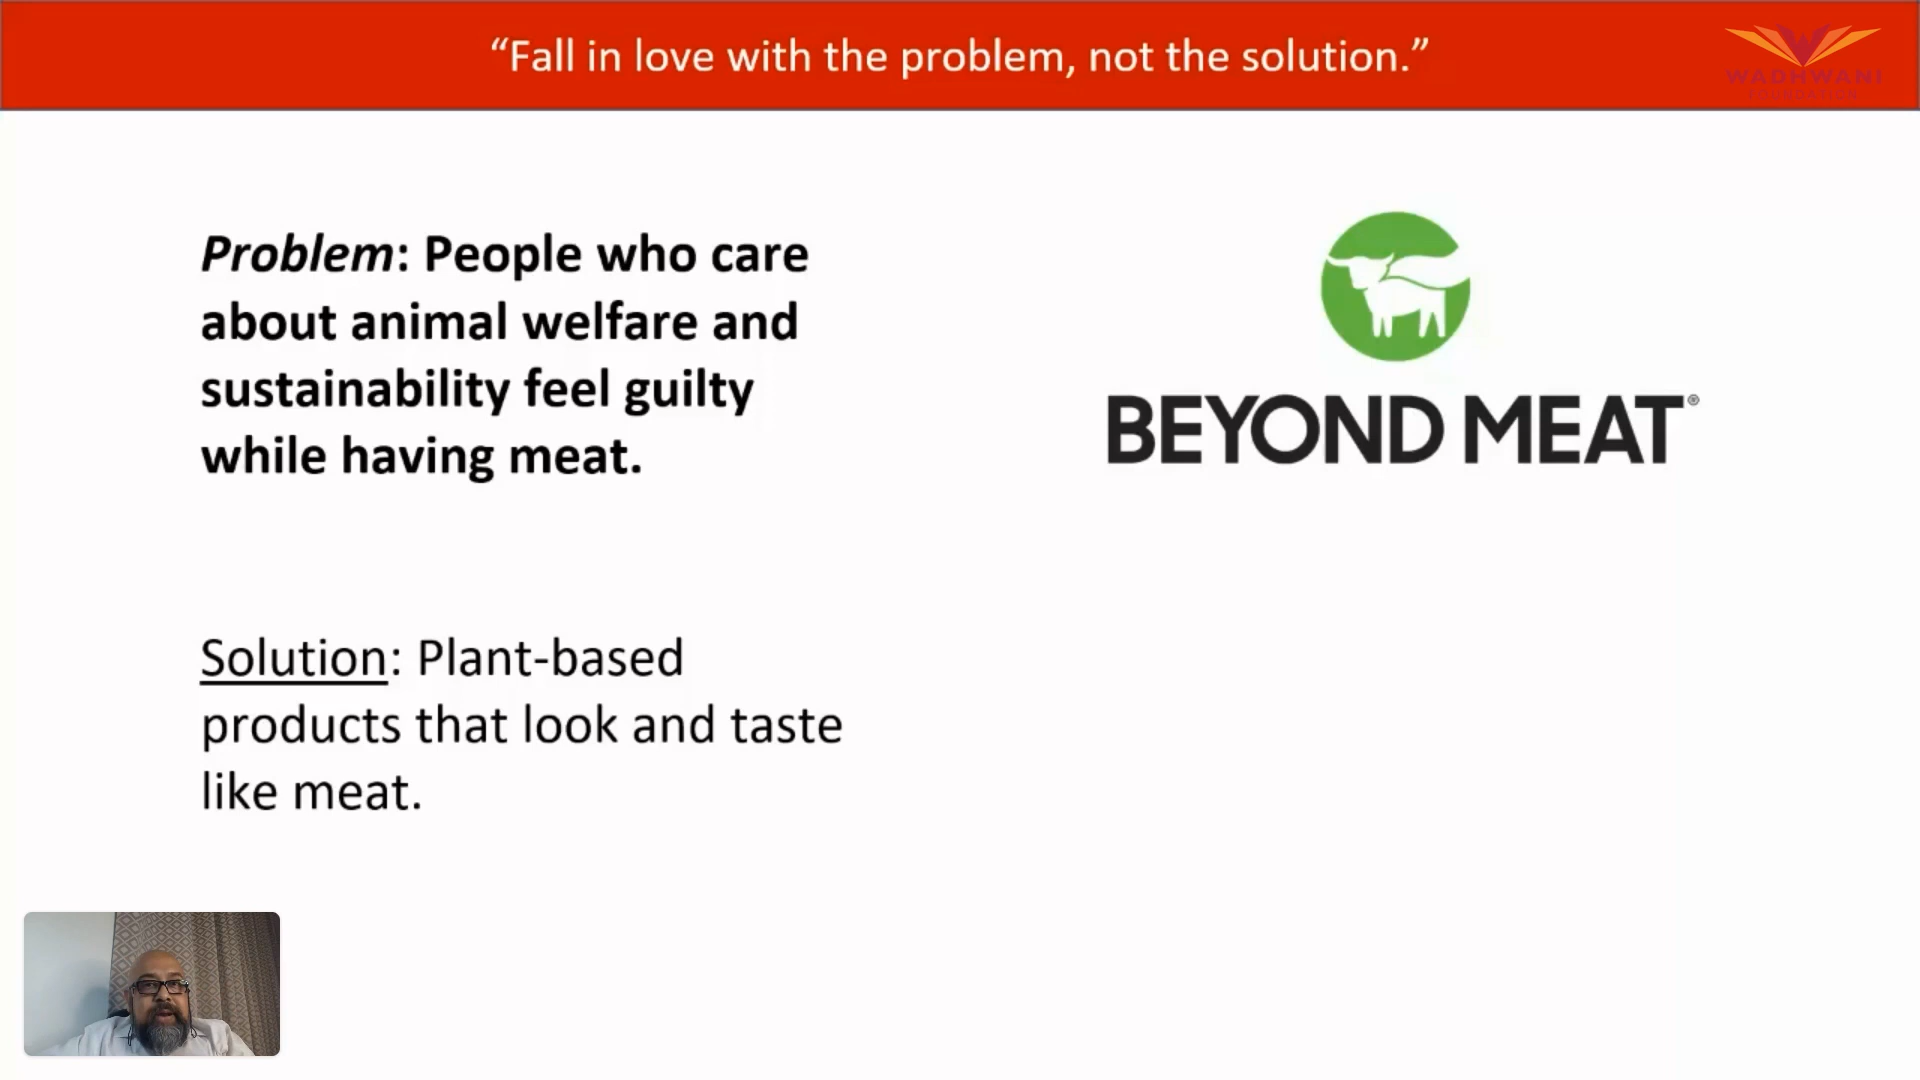 “Fall in love with the problem, not the solution.”
WADHWANI
FOUNDATION
Problem: People who care
about animal welfare and
sustainability feel guilty
while having meat.
BEYOND MEAT®
Solution: Plant-based
products that look and taste
like meat.